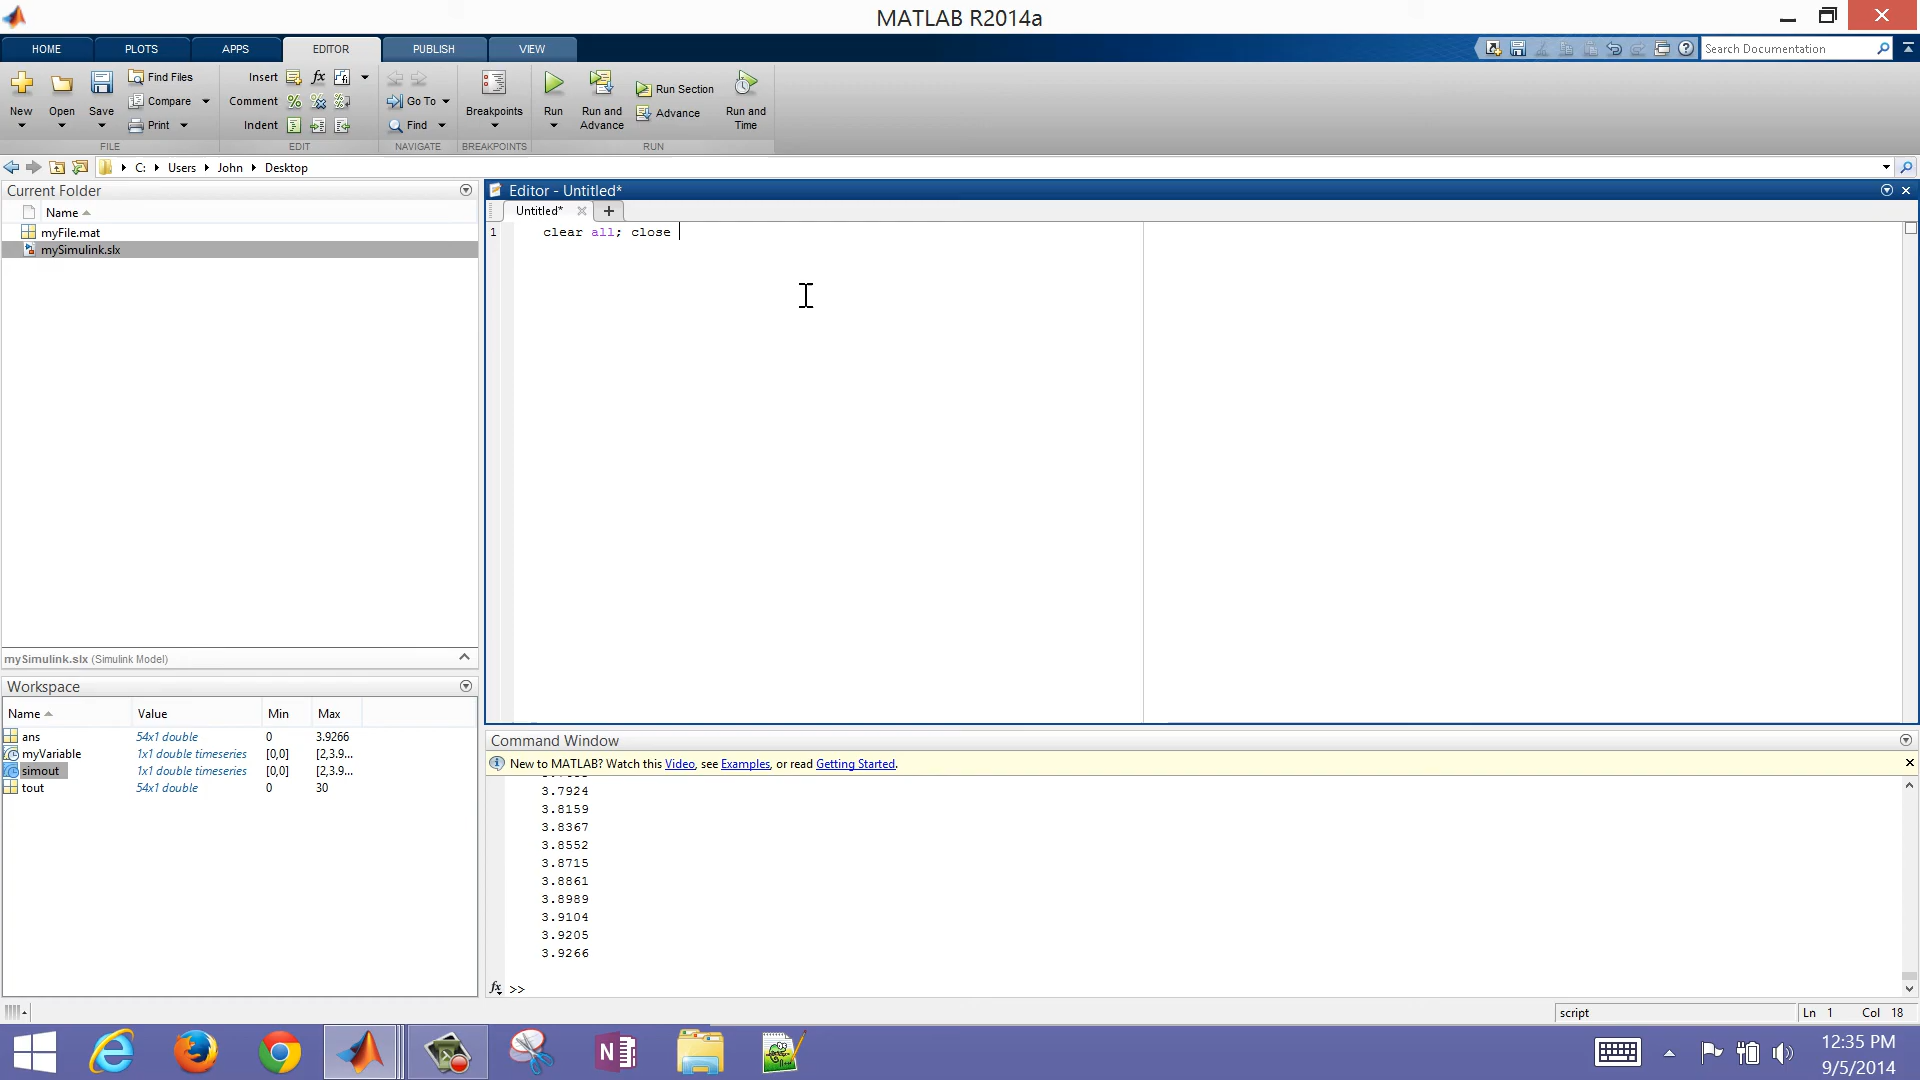 MATLAB R2014a
HOME PLOTS APPS EDITOR PUBLISH VIEW
Search Documentation
New Open Save Find Files Compare Print
Insert Comment Indent
Go To Find
Breakpoints
Run Run and Advance Run Section Advance Run and Time
FILE EDIT NAVIGATE BREAKPOINTS RUN
C: Users John Desktop
Current Folder
Name
myFile.mat
mySimulink.slx
Editor - Untitled*
Untitled*
1 clear all; close
mySimulink.slx (Simulink Model)
Workspace
Name Value Min Max
ans 54x1 double 0 3.9266
myVariable 1x1 double timeseries [0,0] [2,3.9...
simout 1x1 double timeseries [0,0] [2,3.9...
tout 54x1 double 0 30
Command Window
New to MATLAB? Watch this Video, see Examples, or read Getting Started.
3.7924
3.8159
3.8367
3.8552
3.8715
3.8861
3.8989
3.9104
3.9205
3.9266
fx >>
script Ln 1 Col 18
12:35 PM
9/5/2014